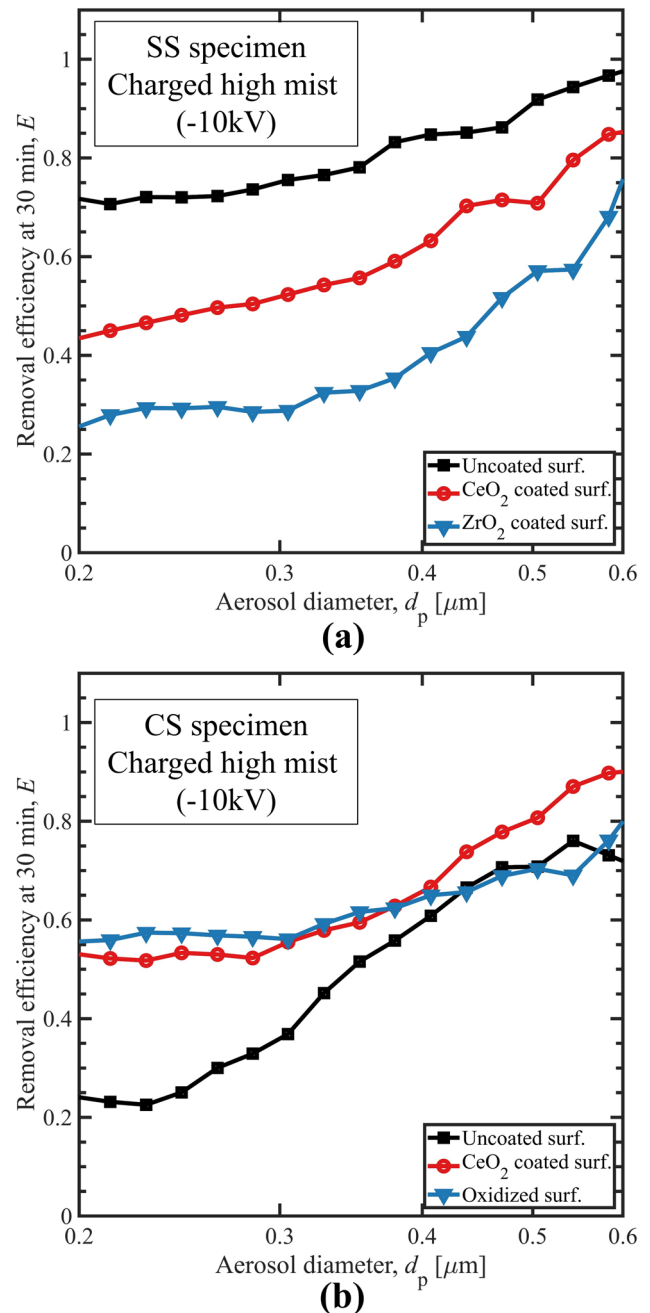 SS specimen
Charged high mist
(-10kV)
Removal efficiency at 30 min, E
1
0.8
0.6
0.4
0.2
0
Uncoated surf.
CeO2 coated surf.
ZrO2 coated surf.
0.2 0.3 0.4 0.5 0.6
Aerosol diameter, dp [μm]
(a)
CS specimen
Charged high mist
(-10kV)
Removal efficiency at 30 min, E
1
0.8
0.6
0.4
0.2
0
Uncoated surf.
CeO2 coated surf.
Oxidized surf.
0.2 0.3 0.4 0.5 0.6
Aerosol diameter, dp [μm]
(b)